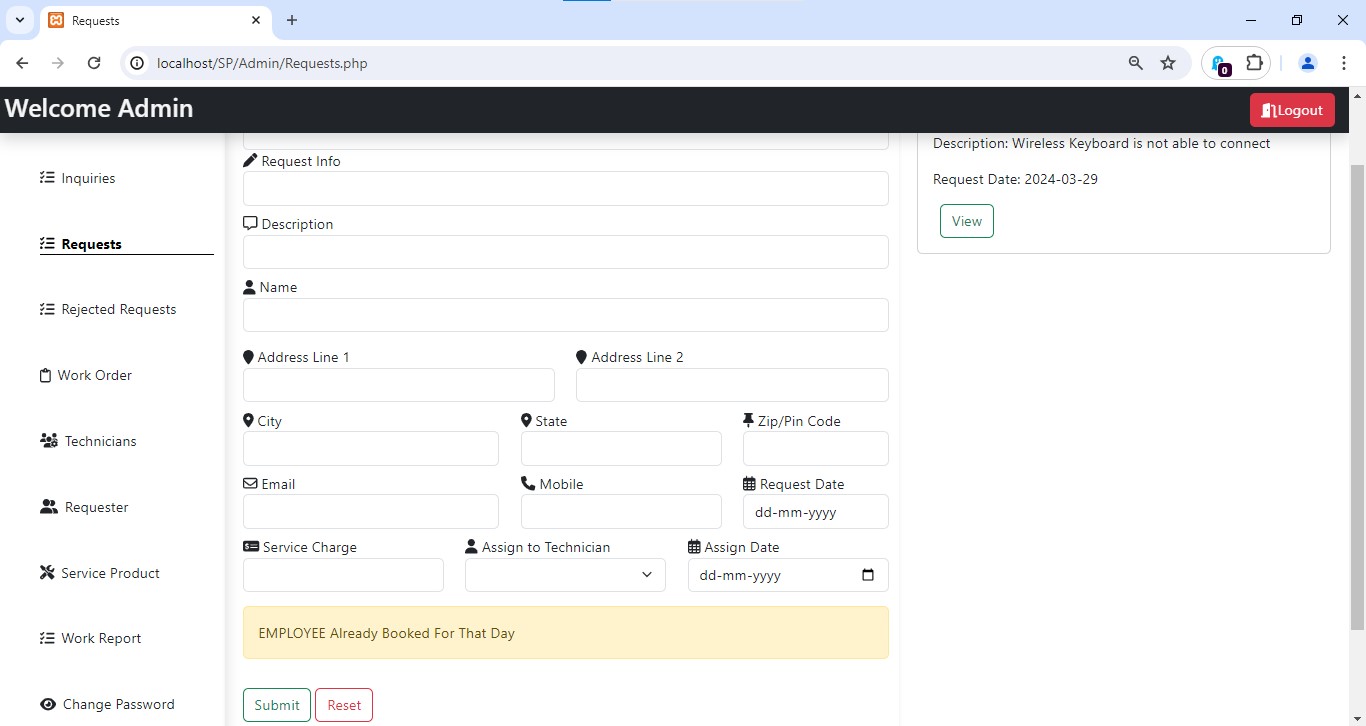 Requests
localhost/SP/Admin/Requests.php
0
Welcome Admin
Logout
Inquiries
Requests
Rejected Requests
Work Order
Technicians
Requester
Service Product
Work Report
Change Password
Request Info
Description
Name
Address Line 1
Address Line 2
City
State
Zip/Pin Code
Email
Mobile
Request Date
dd-mm-yyyy
Service Charge
Assign to Technician
Assign Date
dd-mm-yyyy
EMPLOYEE Already Booked For That Day
Submit
Reset
Description: Wireless Keyboard is not able to connect
Request Date: 2024-03-29
View